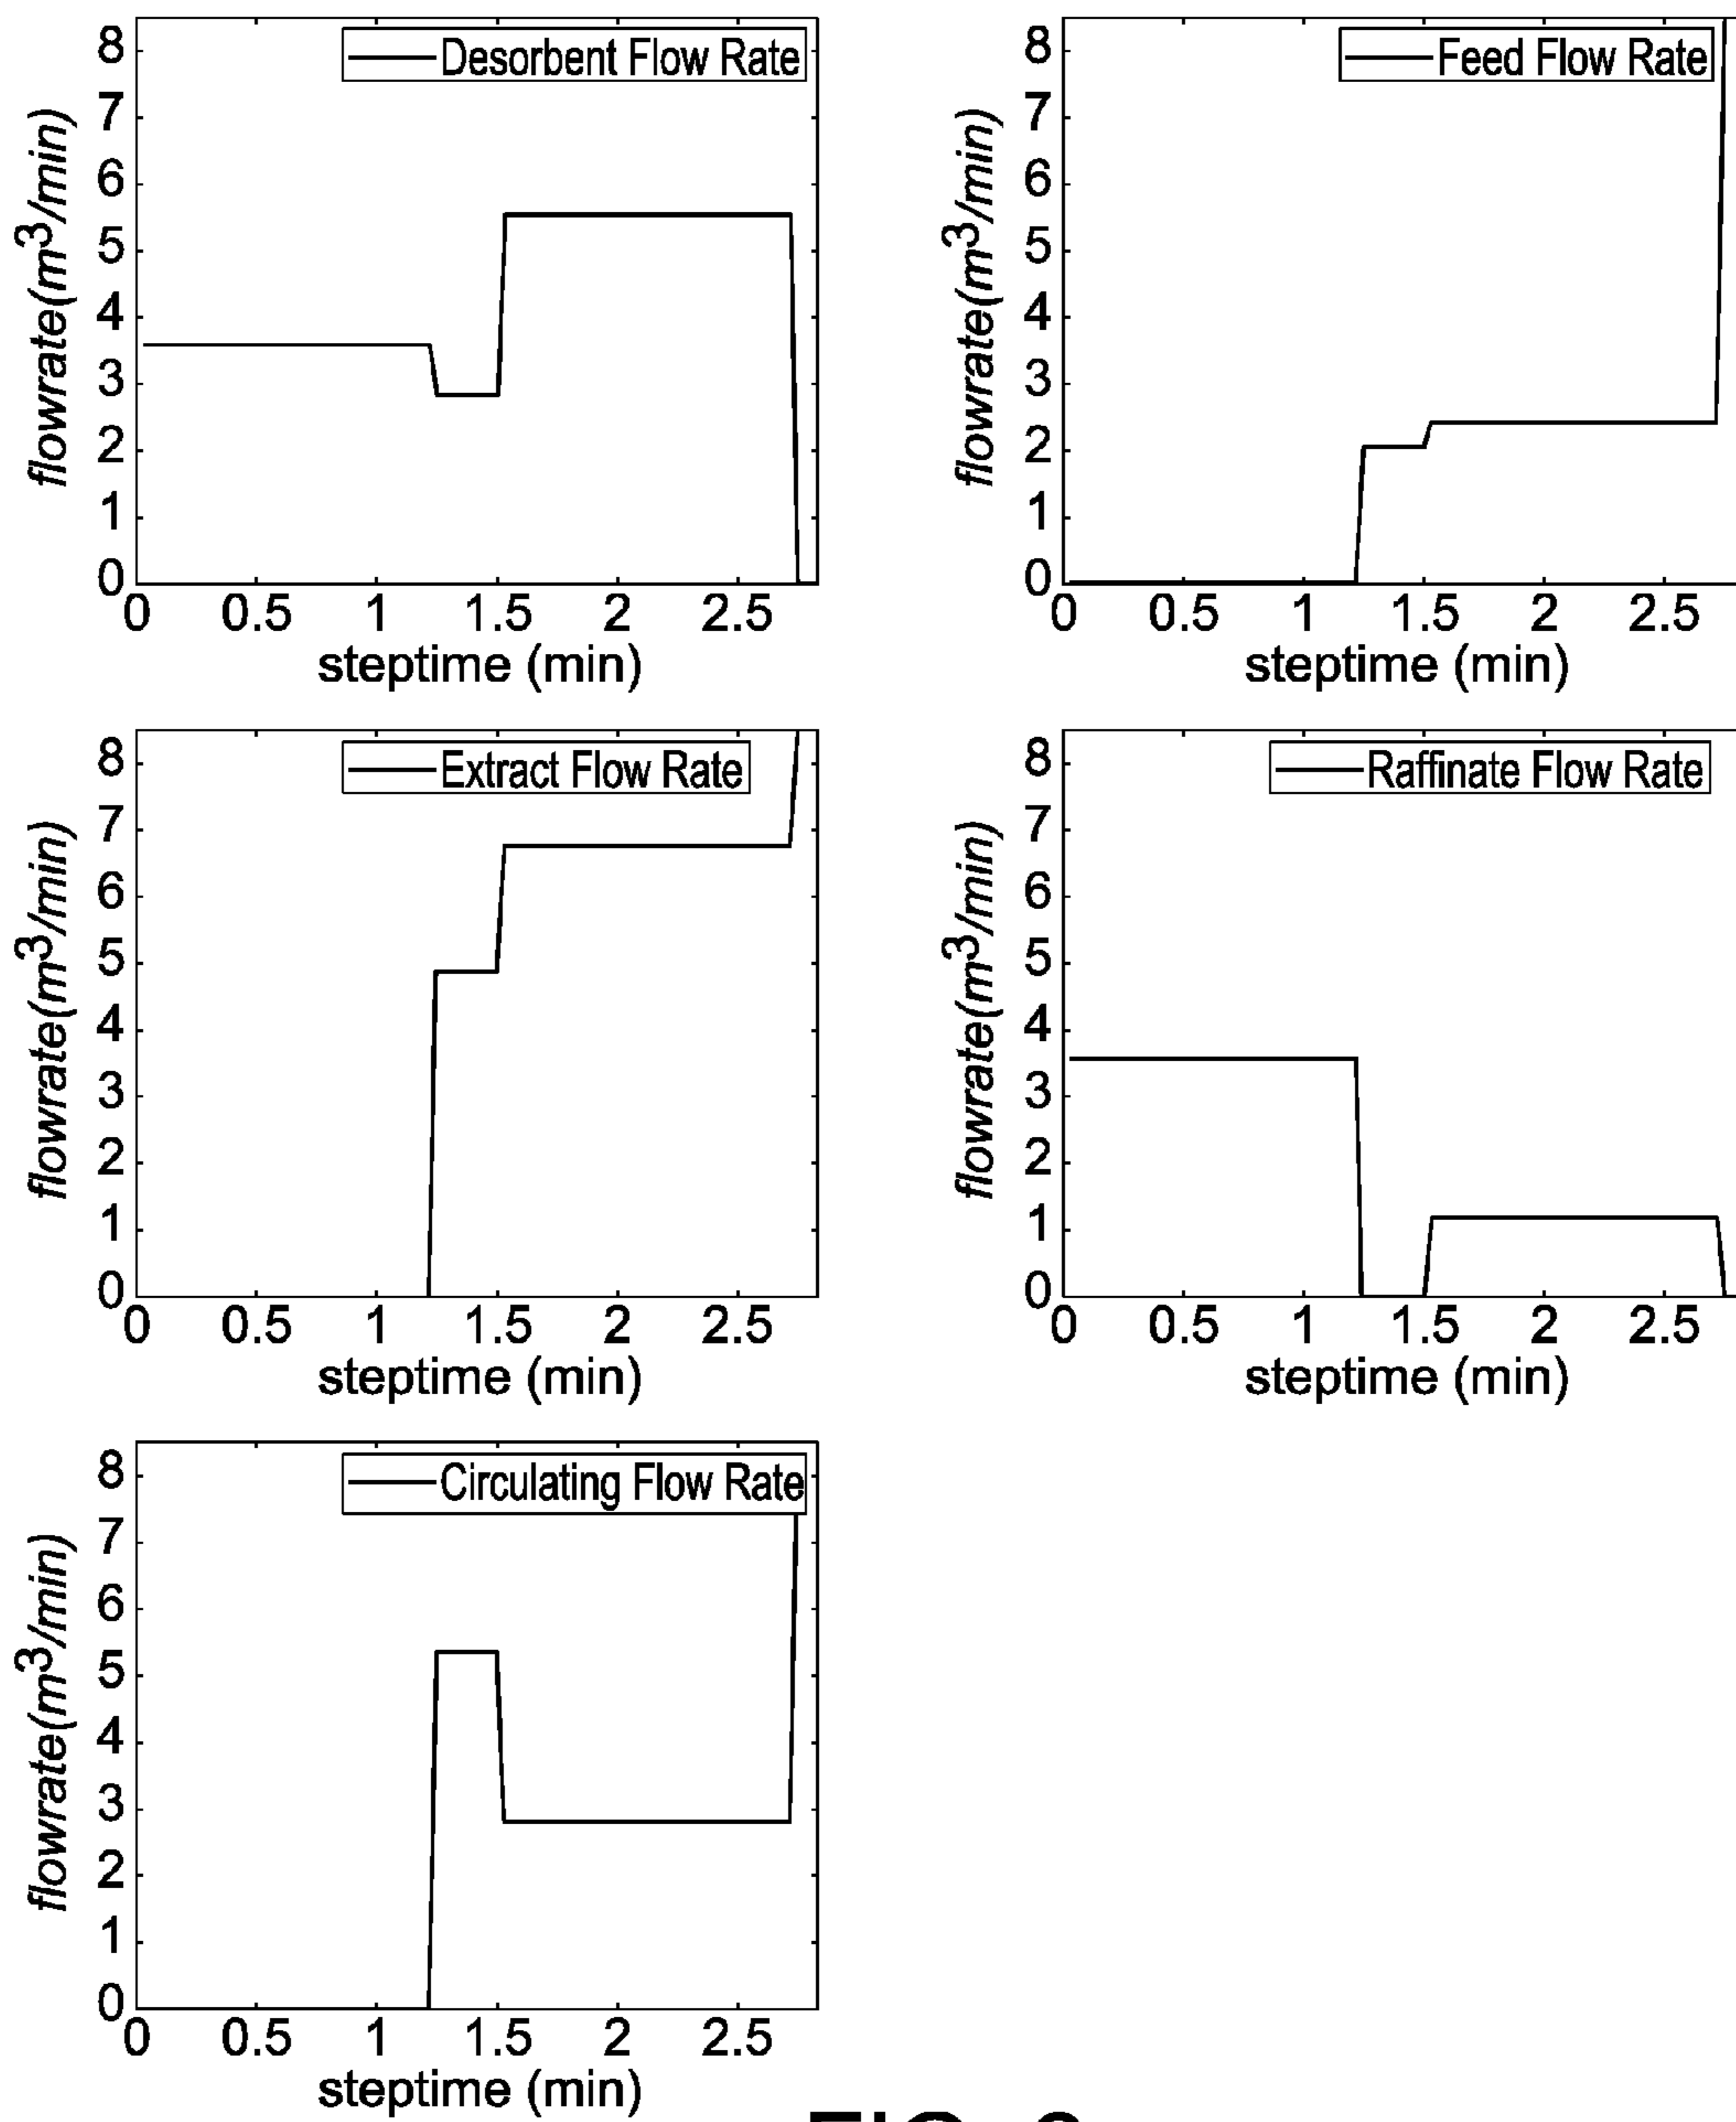 Desorbent Flow Rate
flowrate(m³/min)
8
7
6
5
4
3
2
1
0
0 0.5 1 1.5 2 2.5
steptime (min)
Feed Flow Rate
flowrate(m³/min)
8
7
6
5
4
3
2
1
0
0 0.5 1 1.5 2 2.5
steptime (min)
Extract Flow Rate
flowrate(m³/min)
8
7
6
5
4
3
2
1
0
0 0.5 1 1.5 2 2.5
steptime (min)
Raffinate Flow Rate
flowrate(m³/min)
8
7
6
5
4
3
2
1
0
0 0.5 1 1.5 2 2.5
steptime (min)
Circulating Flow Rate
flowrate(m³/min)
8
7
6
5
4
3
2
1
0
0 0.5 1 1.5 2 2.5
steptime (min)